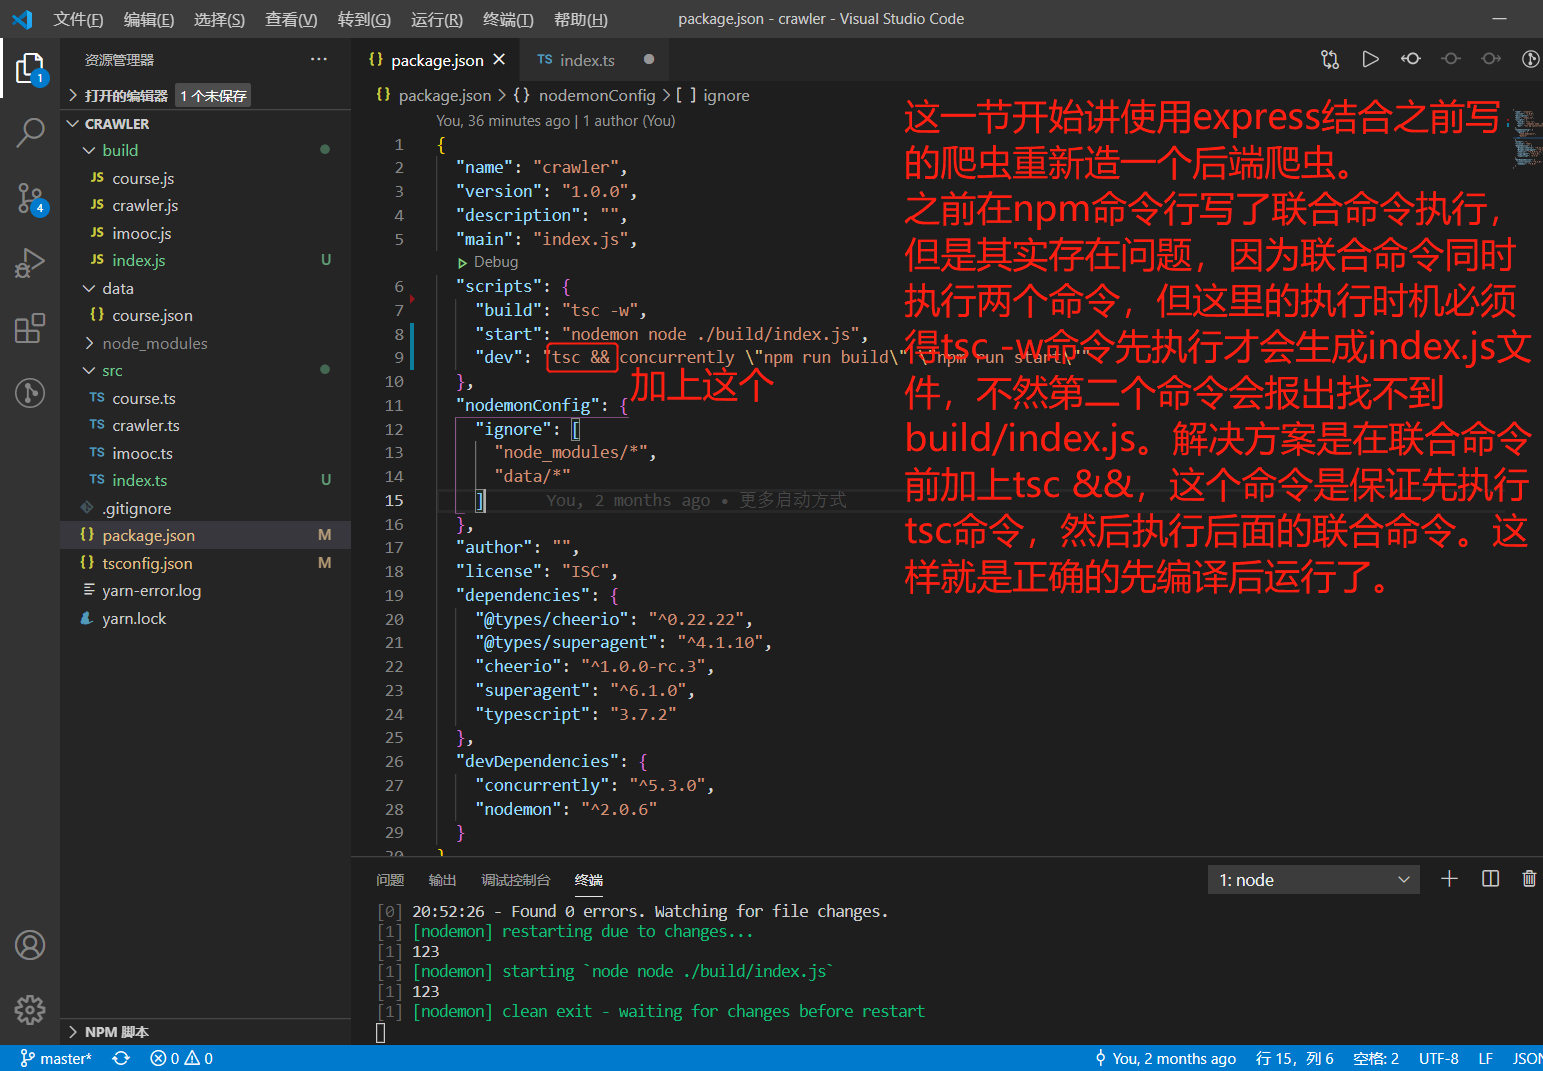 文件(F) 编辑(E) 选择(S) 查看(V) 转到(G) 运行(R) 终端(T) 帮助(H) package.json - crawler - Visual Studio Code
资源管理器
打开的编辑器 1 个未保存
CRAWLER
build
JS course.js
JS crawler.js
JS imooc.js
JS index.js U
data
{} course.json
node_modules
src
TS course.ts
TS crawler.ts
TS imooc.ts
TS index.ts U
.gitignore
{} package.json M
{} tsconfig.json M
yarn-error.log
yarn.lock
NPM 脚本
1
4
{} package.json
TS index.ts
{} package.json > {} nodemonConfig > [ ] ignore
You, 36 minutes ago | 1 author (You)
1 {
2 "name": "crawler",
3 "version": "1.0.0",
4 "description": "",
5 "main": "index.js",
Debug
6 "scripts": {
7 "build": "tsc -w",
8 "start": "nodemon node ./build/index.js",
9 "dev": "tsc && concurrently \"npm run build\" \"npm run start\""
10 },
11 "nodemonConfig": {
12 "ignore": [
13 "node_modules/*",
14 "data/*"
15 ] You, 2 months ago • 更多启动方式
16 },
17 "author": "",
18 "license": "ISC",
19 "dependencies": {
20 "@types/cheerio": "^0.22.22",
21 "@types/superagent": "^4.1.10",
22 "cheerio": "^1.0.0-rc.3",
23 "superagent": "^6.1.0",
24 "typescript": "3.7.2"
25 },
26 "devDependencies": {
27 "concurrently": "^5.3.0",
28 "nodemon": "^2.0.6"
29 }
30 }
加上这个
这一节开始讲使用express结合之前写
的爬虫重新造一个后端爬虫。
之前在npm命令行写了联合命令执行，
但是其实存在问题，因为联合命令同时
执行两个命令，但这里的执行时机必须
得tsc -w命令先执行才会生成index.js文
件，不然第二个命令会报出找不到
build/index.js。解决方案是在联合命令
前加上tsc &&，这个命令是保证先执行
tsc命令，然后执行后面的联合命令。这
样就是正确的先编译后运行了。
问题 输出 调试控制台 终端 1: node
[0] 20:52:26 - Found 0 errors. Watching for file changes.
[1] [nodemon] restarting due to changes...
[1] 123
[1] [nodemon] starting `node node ./build/index.js`
[1] 123
[1] [nodemon] clean exit - waiting for changes before restart
master* 0 0 You, 2 months ago 行 15，列 6 空格: 2 UTF-8 LF JSON